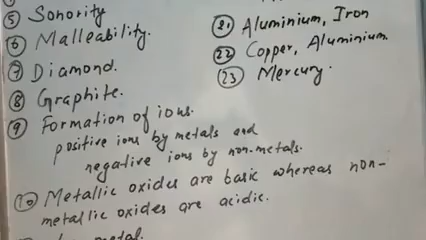 ⑤ Sonority
⑥ Malleability.
⑦ Diamond.
⑧ Graphite.
⑨ Formation of ions.
positive ions by metals and
negative ions by non-metals.
⑩ Metallic oxides are basic whereas non-
metallic oxides are acidic.
metal.
㉑ Aluminium, Iron
㉒ Copper, Aluminium.
㉓ Mercury.